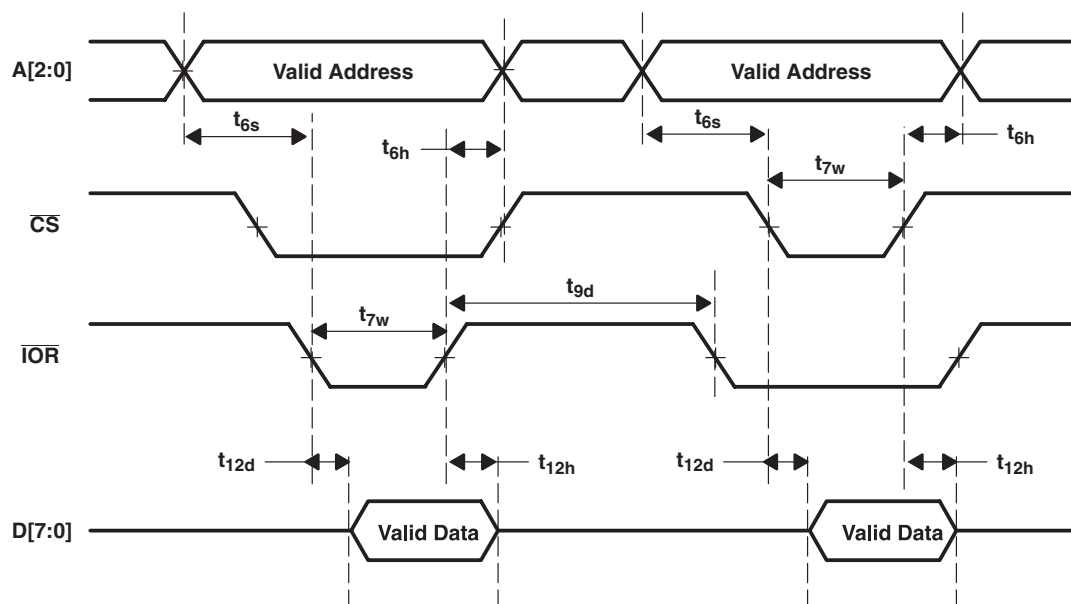 A[2:0] Valid Address Valid Address
t6s t6s
t6h t6h
t7w
CS
t9d
t7w
IOR
t12d t12h t12d t12h
D[7:0] Valid Data Valid Data